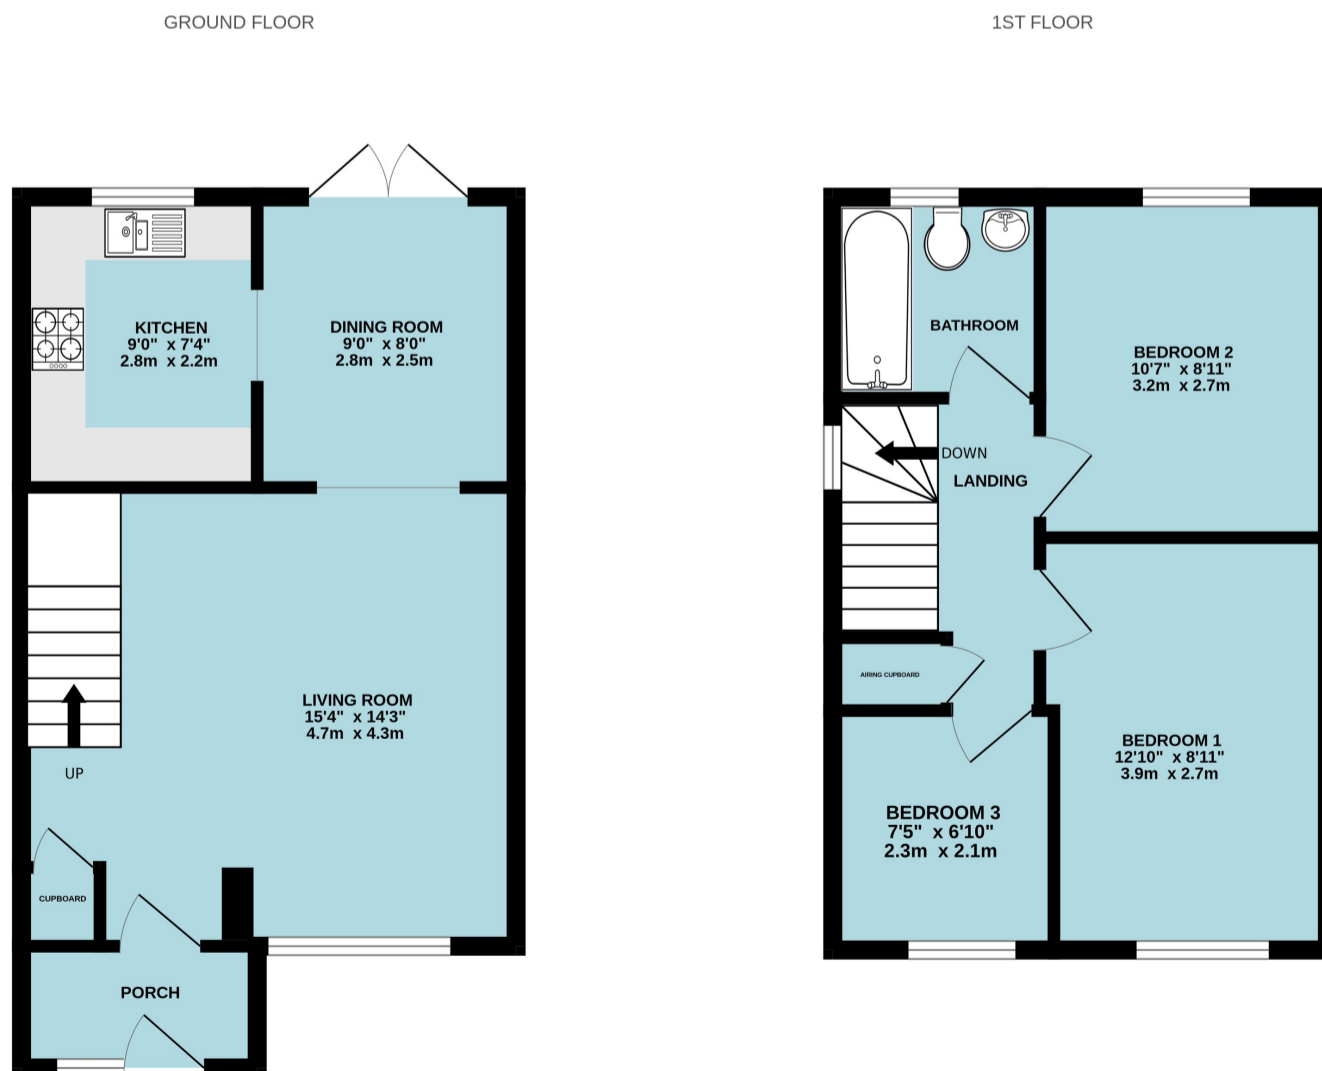 GROUND FLOOR
1ST FLOOR
KITCHEN
9'0" x 7'4"
2.8m x 2.2m
DINING ROOM
9'0" x 8'0"
2.8m x 2.5m
LIVING ROOM
15'4" x 14'3"
4.7m x 4.3m
UP
CUPBOARD
PORCH
BATHROOM
BEDROOM 2
10'7" x 8'11"
3.2m x 2.7m
DOWN
LANDING
AIRING CUPBOARD
BEDROOM 1
12'10" x 8'11"
3.9m x 2.7m
BEDROOM 3
7'5" x 6'10"
2.3m x 2.1m